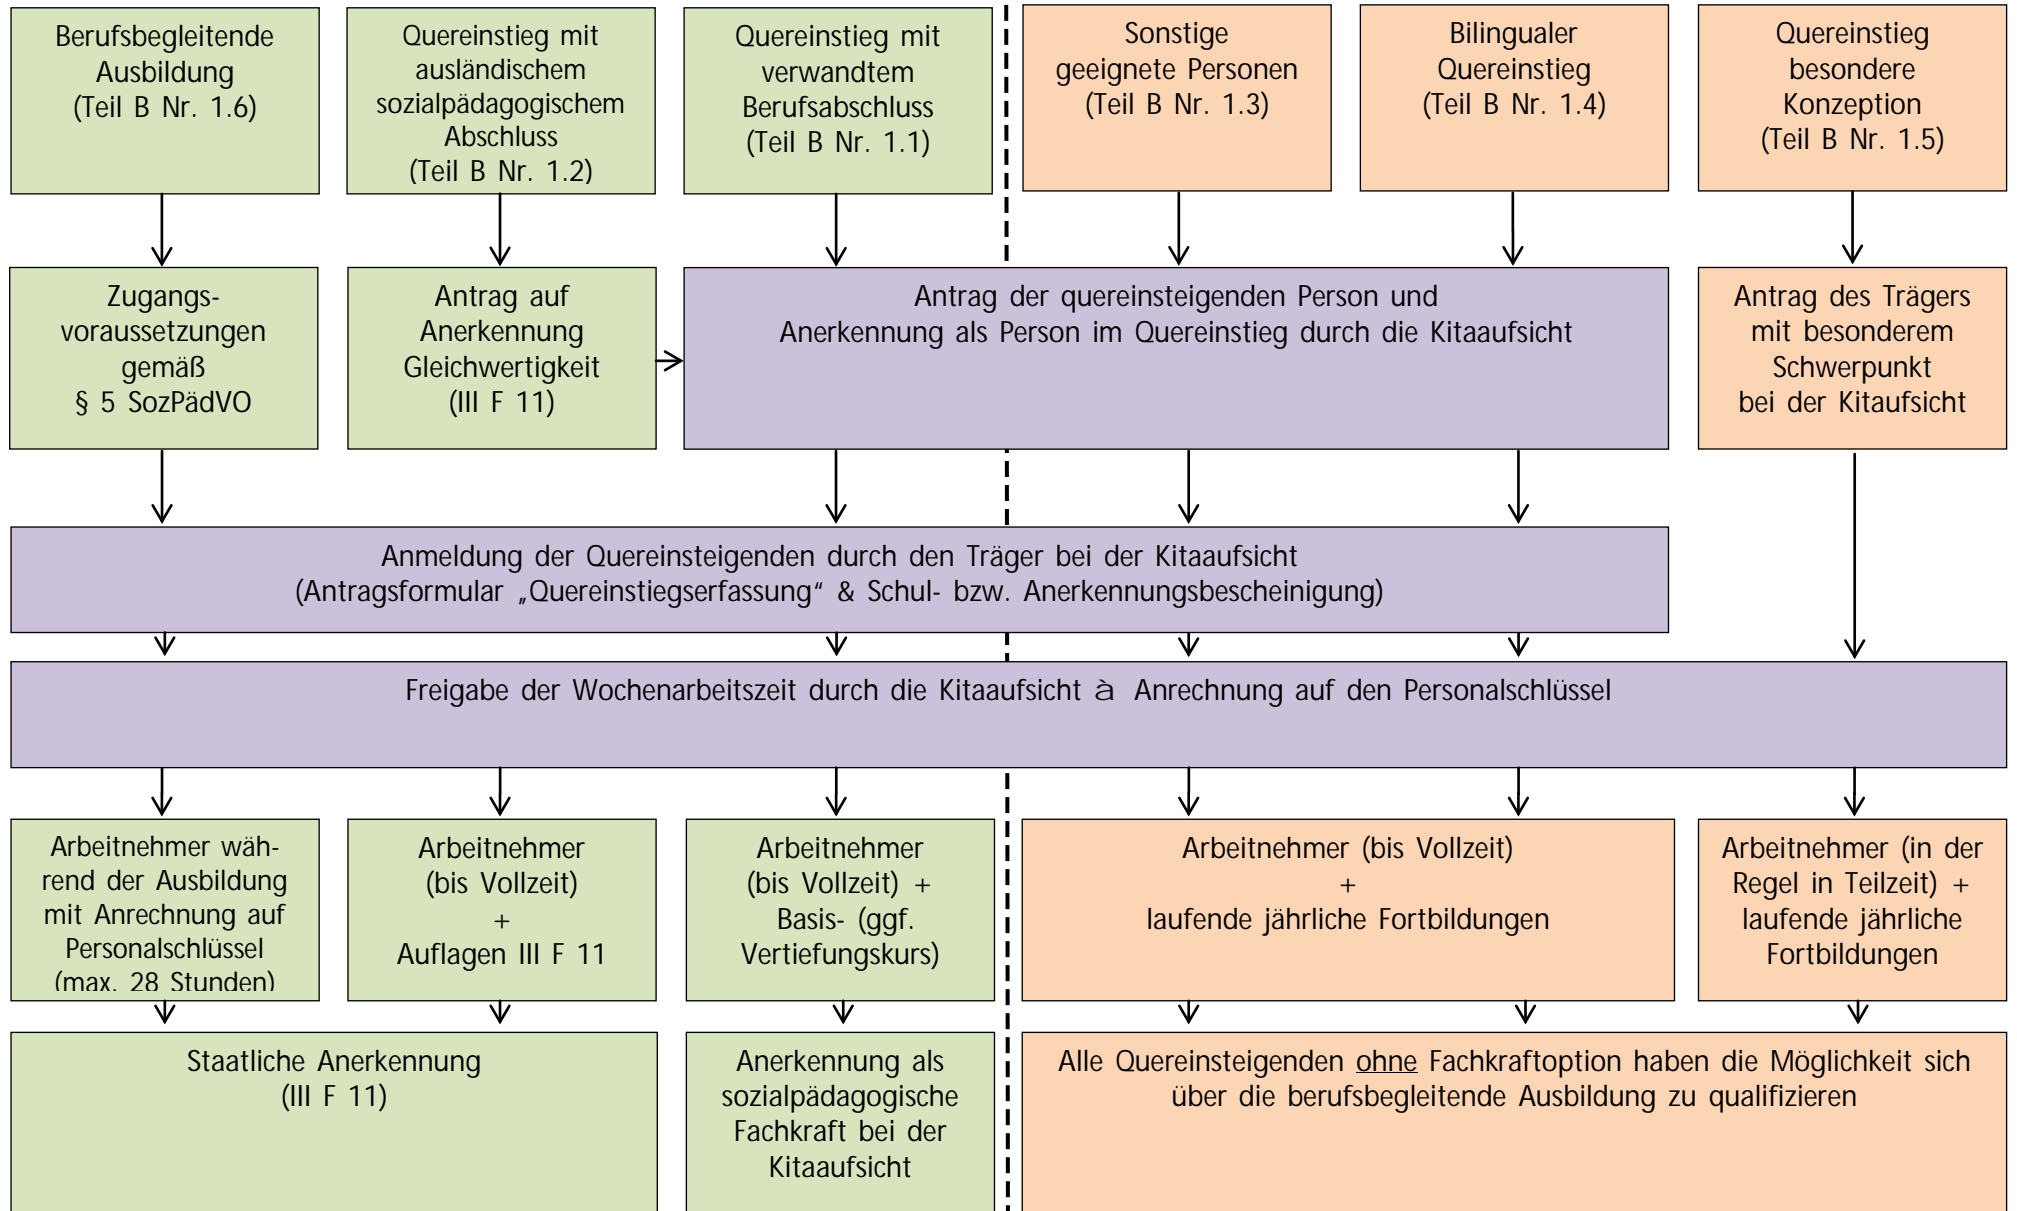 Berufsbegleitende
Ausbildung
(Teil B Nr. 1.6)
Quereinstieg mit
ausländischem
sozialpädagogischem
Abschluss
(Teil B Nr. 1.2)
Quereinstieg mit
verwandtem
Berufsabschluss
(Teil B Nr. 1.1)
Sonstige
geeignete Personen
(Teil B Nr. 1.3)
Bilingualer
Quereinstieg
(Teil B Nr. 1.4)
Quereinstieg
besondere
Konzeption
(Teil B Nr. 1.5)
Zugangs-
voraussetzungen
gemäß
§ 5 SozPädVO
Antrag auf
Anerkennung
Gleichwertigkeit
(III F 11)
Antrag der quereinsteigenden Person und
Anerkennung als Person im Quereinstieg durch die Kitaaufsicht
Antrag des Trägers
mit besonderem
Schwerpunkt
bei der Kitaufsicht
Anmeldung der Quereinsteigenden durch den Träger bei der Kitaaufsicht
(Antragsformular „Quereinstiegserfassung“ & Schul- bzw. Anerkennungsbescheinigung)
Freigabe der Wochenarbeitszeit durch die Kitaaufsicht à Anrechnung auf den Personalschlüssel
Arbeitnehmer wäh-
rend der Ausbildung
mit Anrechnung auf
Personalschlüssel
(max. 28 Stunden)
Arbeitnehmer
(bis Vollzeit)
+
Auflagen III F 11
Arbeitnehmer
(bis Vollzeit) +
Basis- (ggf.
Vertiefungskurs)
Arbeitnehmer (bis Vollzeit)
+
laufende jährliche Fortbildungen
Arbeitnehmer (in der
Regel in Teilzeit) +
laufende jährliche
Fortbildungen
Staatliche Anerkennung
(III F 11)
Anerkennung als
sozialpädagogische
Fachkraft bei der
Kitaaufsicht
Alle Quereinsteigenden ohne Fachkraftoption haben die Möglichkeit sich
über die berufsbegleitende Ausbildung zu qualifizieren